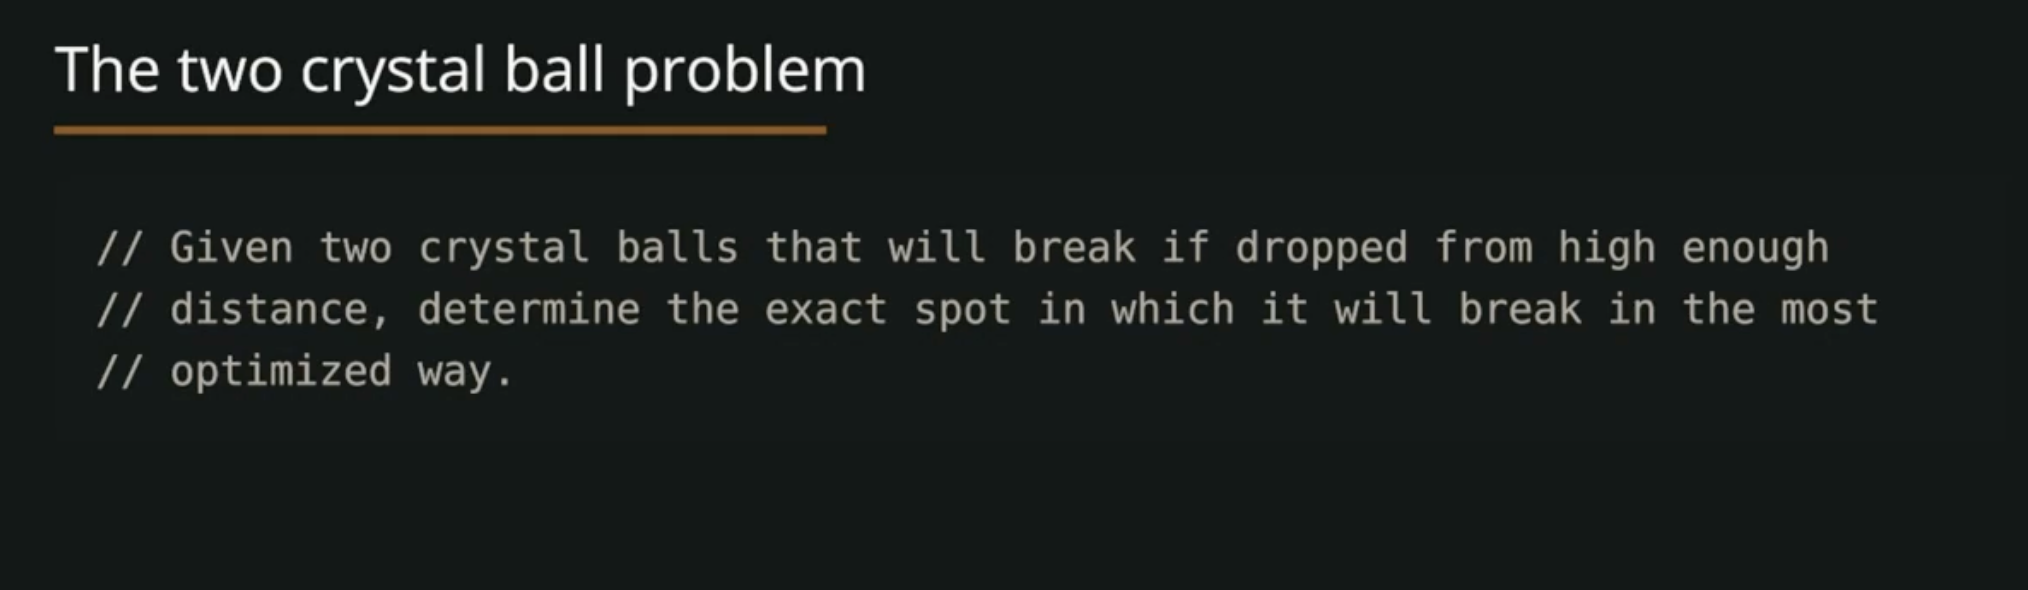 The two crystal ball problem
// Given two crystal balls that will break if dropped from high enough
// distance, determine the exact spot in which it will break in the most
// optimized way.